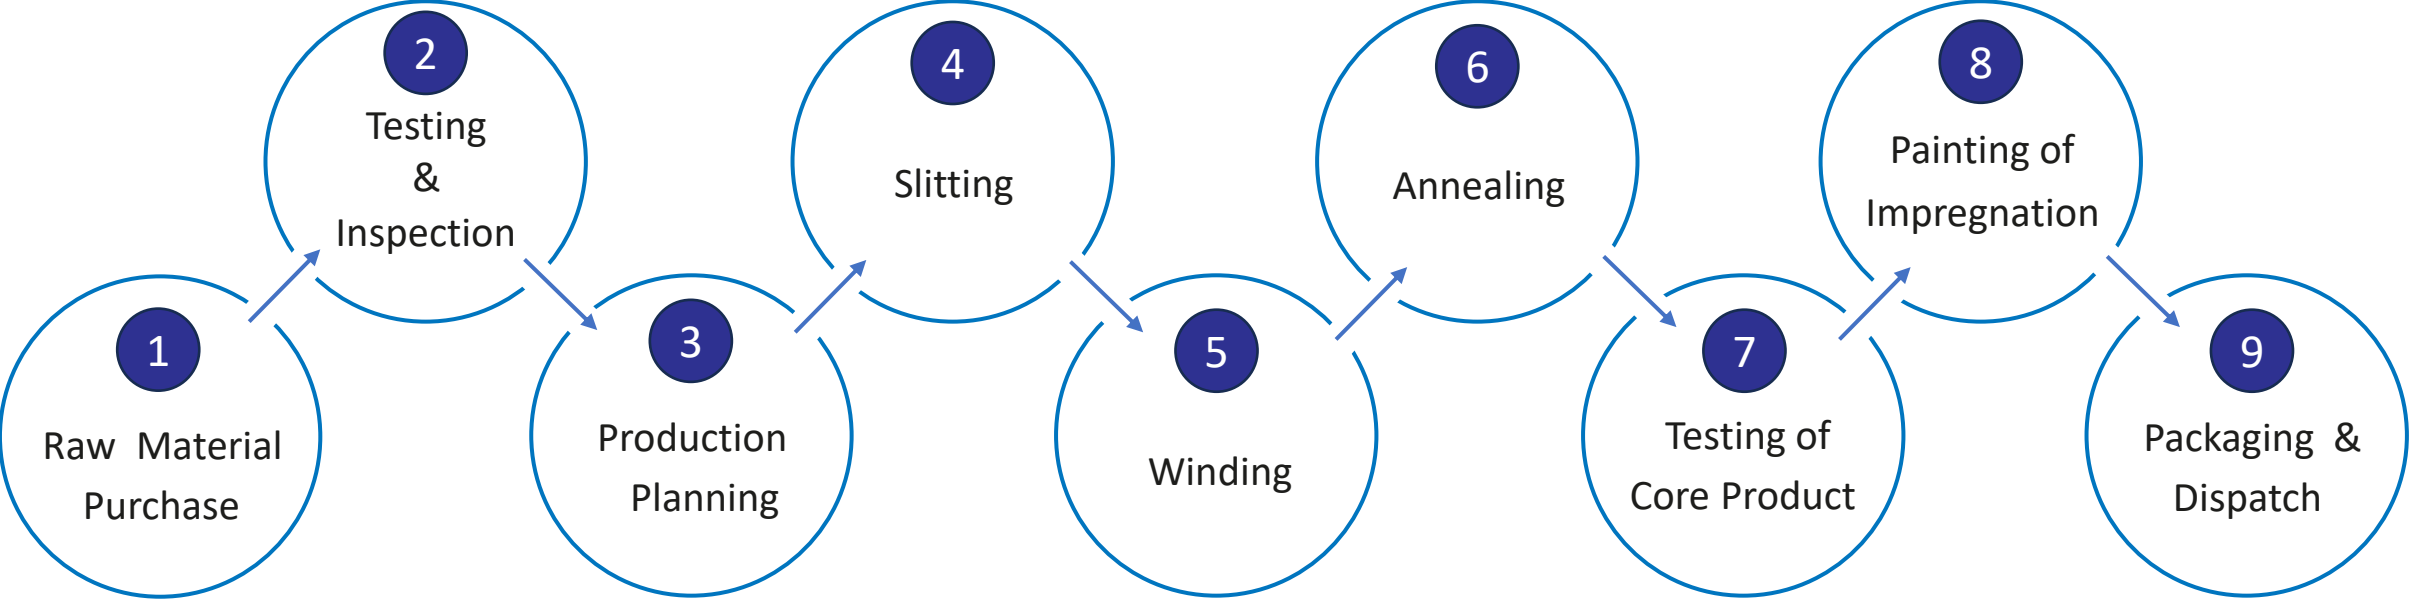 1
Raw Material
Purchase
2
Testing
&
Inspection
3
Production
Planning
4
Slitting
5
Winding
6
Annealing
7
Testing of
Core Product
8
Painting of
Impregnation
9
Packaging &
Dispatch